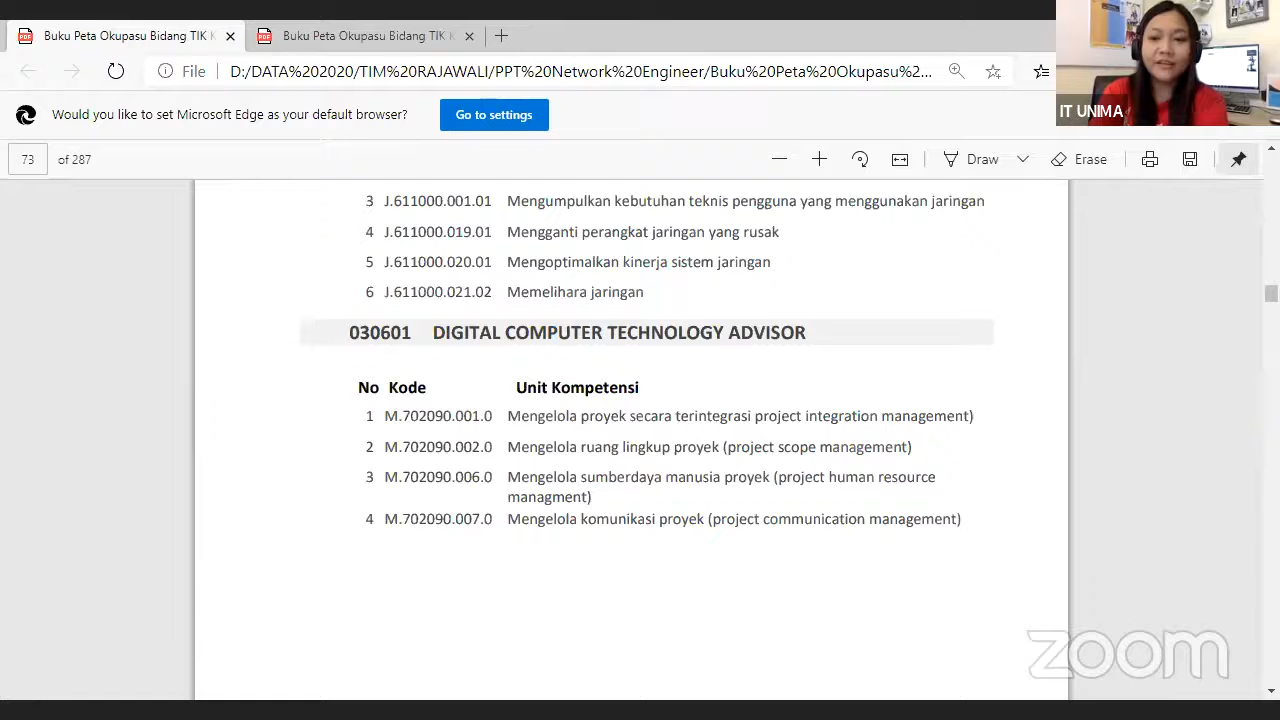 Buku Peta Okupasu Bidang TIK K
Buku Peta Okupasu Bidang TIK K
File D:/DATA%202020/TIM%20RAJAWALI/PPT%20Network%20Engineer/Buku%20Peta%20Okupasu%2...
IT UNIMA
Would you like to set Microsoft Edge as your default browser? Go to settings
73 of 287 Draw Erase
3 J.611000.001.01 Mengumpulkan kebutuhan teknis pengguna yang menggunakan jaringan
4 J.611000.019.01 Mengganti perangkat jaringan yang rusak
5 J.611000.020.01 Mengoptimalkan kinerja sistem jaringan
6 J.611000.021.02 Memelihara jaringan
030601 DIGITAL COMPUTER TECHNOLOGY ADVISOR
No Kode Unit Kompetensi
1 M.702090.001.0 Mengelola proyek secara terintegrasi project integration management)
2 M.702090.002.0 Mengelola ruang lingkup proyek (project scope management)
3 M.702090.006.0 Mengelola sumberdaya manusia proyek (project human resource
managment)
4 M.702090.007.0 Mengelola komunikasi proyek (project communication management)
zoom